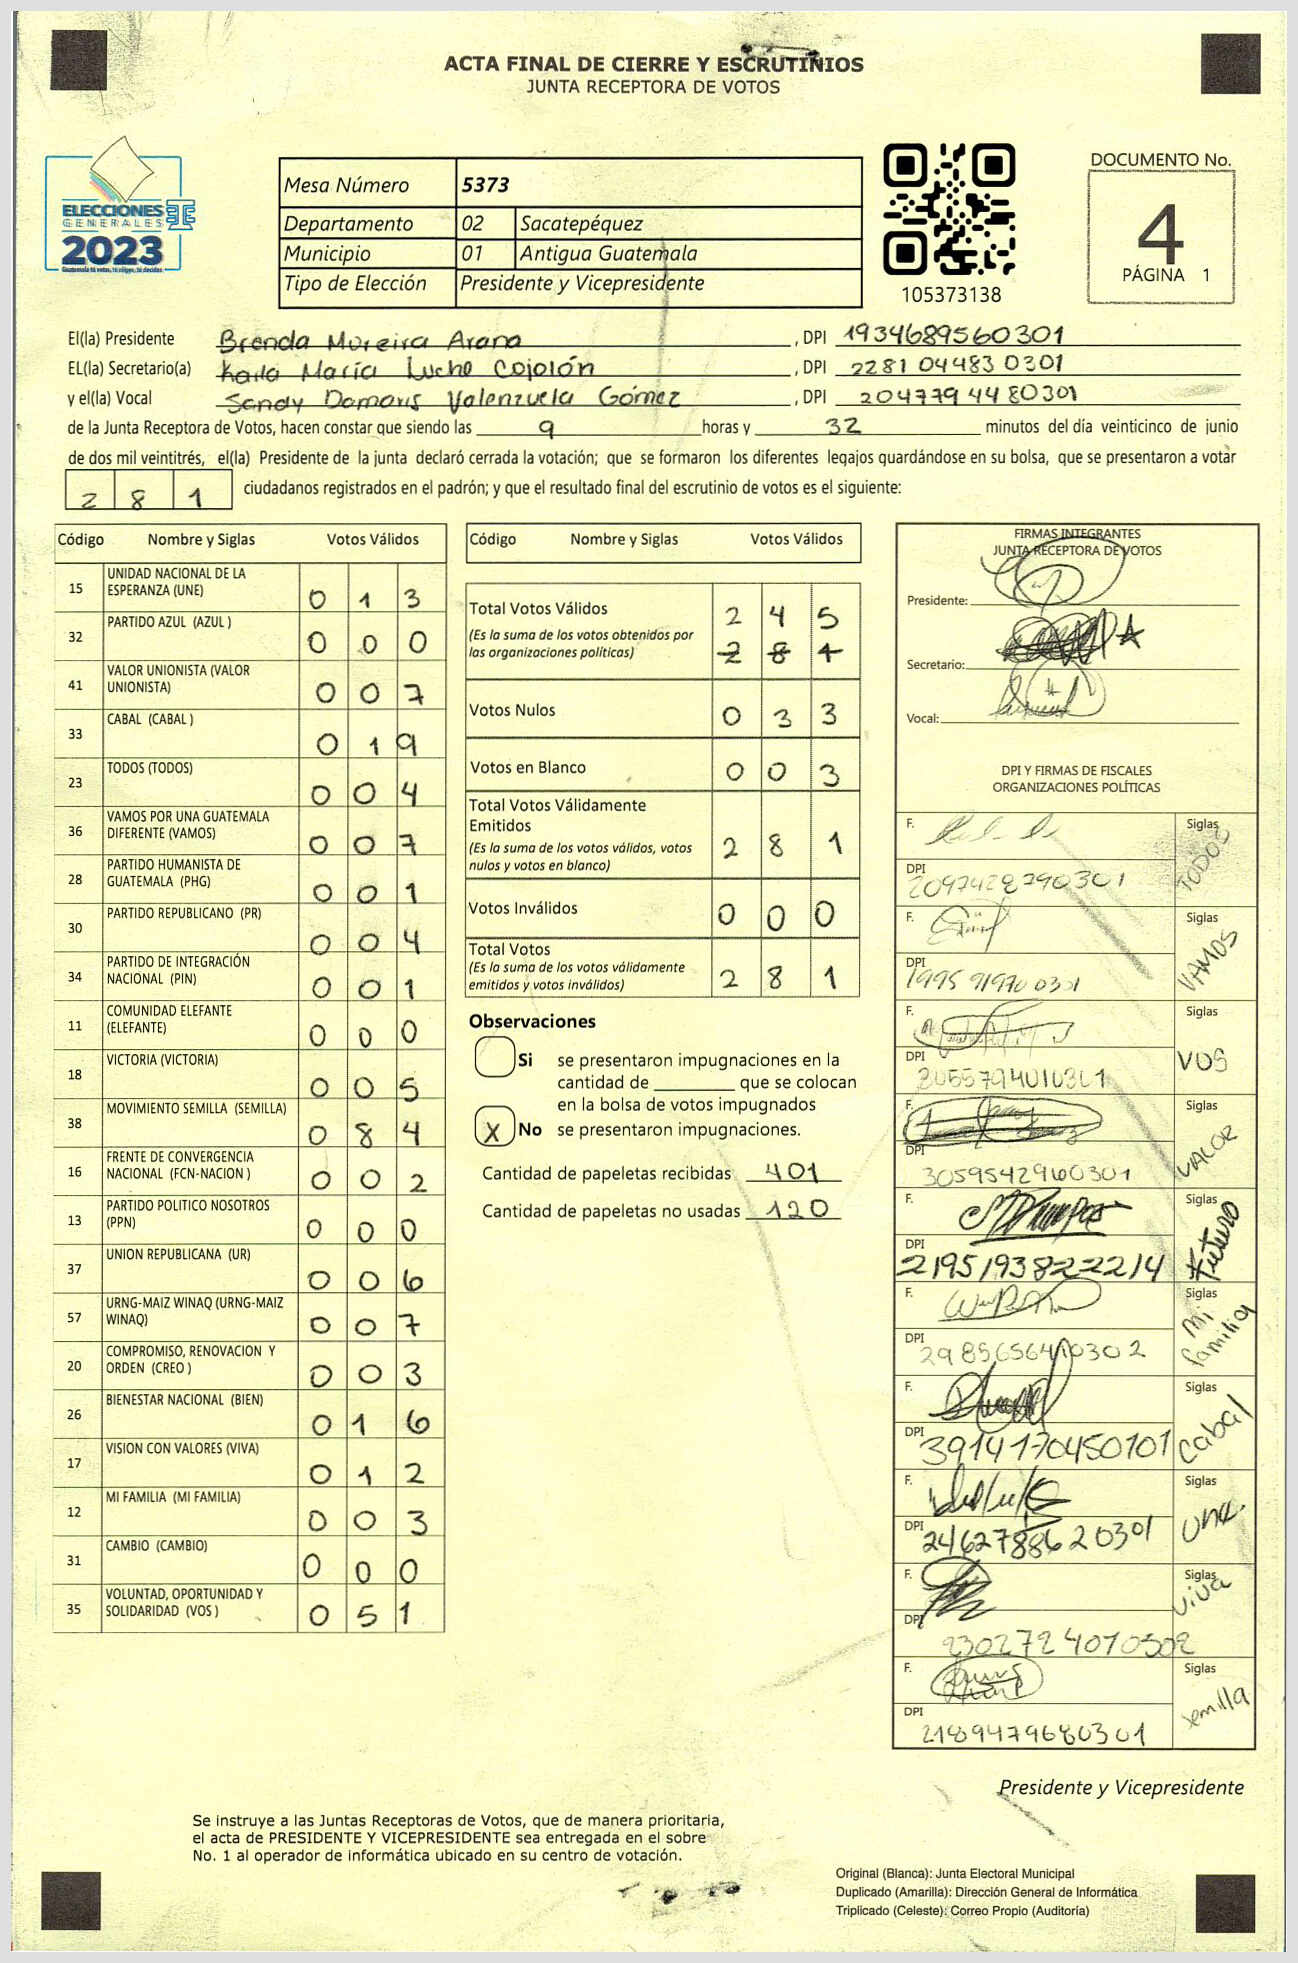 ACTA FINAL DE CIERRE Y ESCRUTINIOS
JUNTA RECEPTORA DE VOTOS
ELECCIONES
GENERALES
2023
Mesa Número 5373
Departamento 02 Sacatepéquez
Municipio 01 Antigua Guatemala
Tipo de Elección Presidente y Vicepresidente
105373138
DOCUMENTO No.
4
PÁGINA 1
El(la) Presidente Brenda Moreira Arana, DPI 1934689560301
EL(la) Secretario(a) Karla María Luche Cojolón, DPI 2281 04483 0301
y el(la) Vocal Sandy Damaris Valenzuela Gómez, DPI 204779 4480301
de la Junta Receptora de Votos, hacen constar que siendo las 9 horas y 32 minutos del día veinticinco de junio
de dos mil veintitrés, el(la) Presidente de la junta declaró cerrada la votación; que se formaron los diferentes legajos guardándose en su bolsa, que se presentaron a votar
2 8 1 ciudadanos registrados en el padrón; y que el resultado final del escrutinio de votos es el siguiente:
Código Nombre y Siglas Votos Válidos
15 UNIDAD NACIONAL DE LA ESPERANZA (UNE) 0 1 3
32 PARTIDO AZUL (AZUL ) 0 0 0
41 VALOR UNIONISTA (VALOR UNIONISTA) 0 0 7
33 CABAL (CABAL ) 0 1 9
23 TODOS (TODOS) 0 0 4
36 VAMOS POR UNA GUATEMALA DIFERENTE (VAMOS) 0 0 7
28 PARTIDO HUMANISTA DE GUATEMALA (PHG) 0 0 1
30 PARTIDO REPUBLICANO (PR) 0 0 4
34 PARTIDO DE INTEGRACIÓN NACIONAL (PIN) 0 0 1
11 COMUNIDAD ELEFANTE (ELEFANTE) 0 0 0
18 VICTORIA (VICTORIA) 0 0 5
38 MOVIMIENTO SEMILLA (SEMILLA) 0 8 4
16 FRENTE DE CONVERGENCIA NACIONAL (FCN-NACION ) 0 0 2
13 PARTIDO POLITICO NOSOTROS (PPN) 0 0 0
37 UNION REPUBLICANA (UR) 0 0 6
57 URNG-MAIZ WINAQ (URNG-MAIZ WINAQ) 0 0 7
20 COMPROMISO, RENOVACION Y ORDEN (CREO ) 0 0 3
26 BIENESTAR NACIONAL (BIEN) 0 1 6
17 VISION CON VALORES (VIVA) 0 1 2
12 MI FAMILIA (MI FAMILIA) 0 0 3
31 CAMBIO (CAMBIO) 0 0 0
35 VOLUNTAD, OPORTUNIDAD Y SOLIDARIDAD (VOS ) 0 5 1
Código Nombre y Siglas Votos Válidos
Total Votos Válidos 2 4 5
(Es la suma de los votos obtenidos por
las organizaciones políticas) 2 8 1
Votos Nulos 0 3 3
Votos en Blanco 0 0 3
Total Votos Válidamente
Emitidos
(Es la suma de los votos válidos, votos
nulos y votos en blanco) 2 8 1
Votos Inválidos 0 0 0
Total Votos
(Es la suma de los votos válidamente
emitidos y votos inválidos) 2 8 1
Observaciones
Si se presentaron impugnaciones en la
cantidad de ________ que se colocan
en la bolsa de votos impugnados
X No se presentaron impugnaciones.
Cantidad de papeletas recibidas 401
Cantidad de papeletas no usadas 120
FIRMAS INTEGRANTES
JUNTA RECEPTORA DE VOTOS
Presidente:
Secretario:
Vocal:
DPI Y FIRMAS DE FISCALES
ORGANIZACIONES POLÍTICAS
F. Siglas TODOS
DPI 2097428790301
F. Siglas VAMOS
DPI 1995 919700301
F. Siglas VOS
DPI
F. Siglas VALOR
DPI 3059542960301
F. Siglas Futuro
DPI 2195193822214
F. Siglas Mi familia
DPI
F. Siglas Cabal
DPI 3914170450101
F. Siglas une.
DPI
F. Siglas viva
DPI
F. Siglas Semilla
DPI 2189479680301
Presidente y Vicepresidente
Se instruye a las Juntas Receptoras de Votos, que de manera prioritaria,
el acta de PRESIDENTE Y VICEPRESIDENTE sea entregada en el sobre
No. 1 al operador de informática ubicado en su centro de votación.
Original (Blanca): Junta Electoral Municipal
Duplicado (Amarilla): Dirección General de Informática
Triplicado (Celeste): Correo Propio (Auditoría)